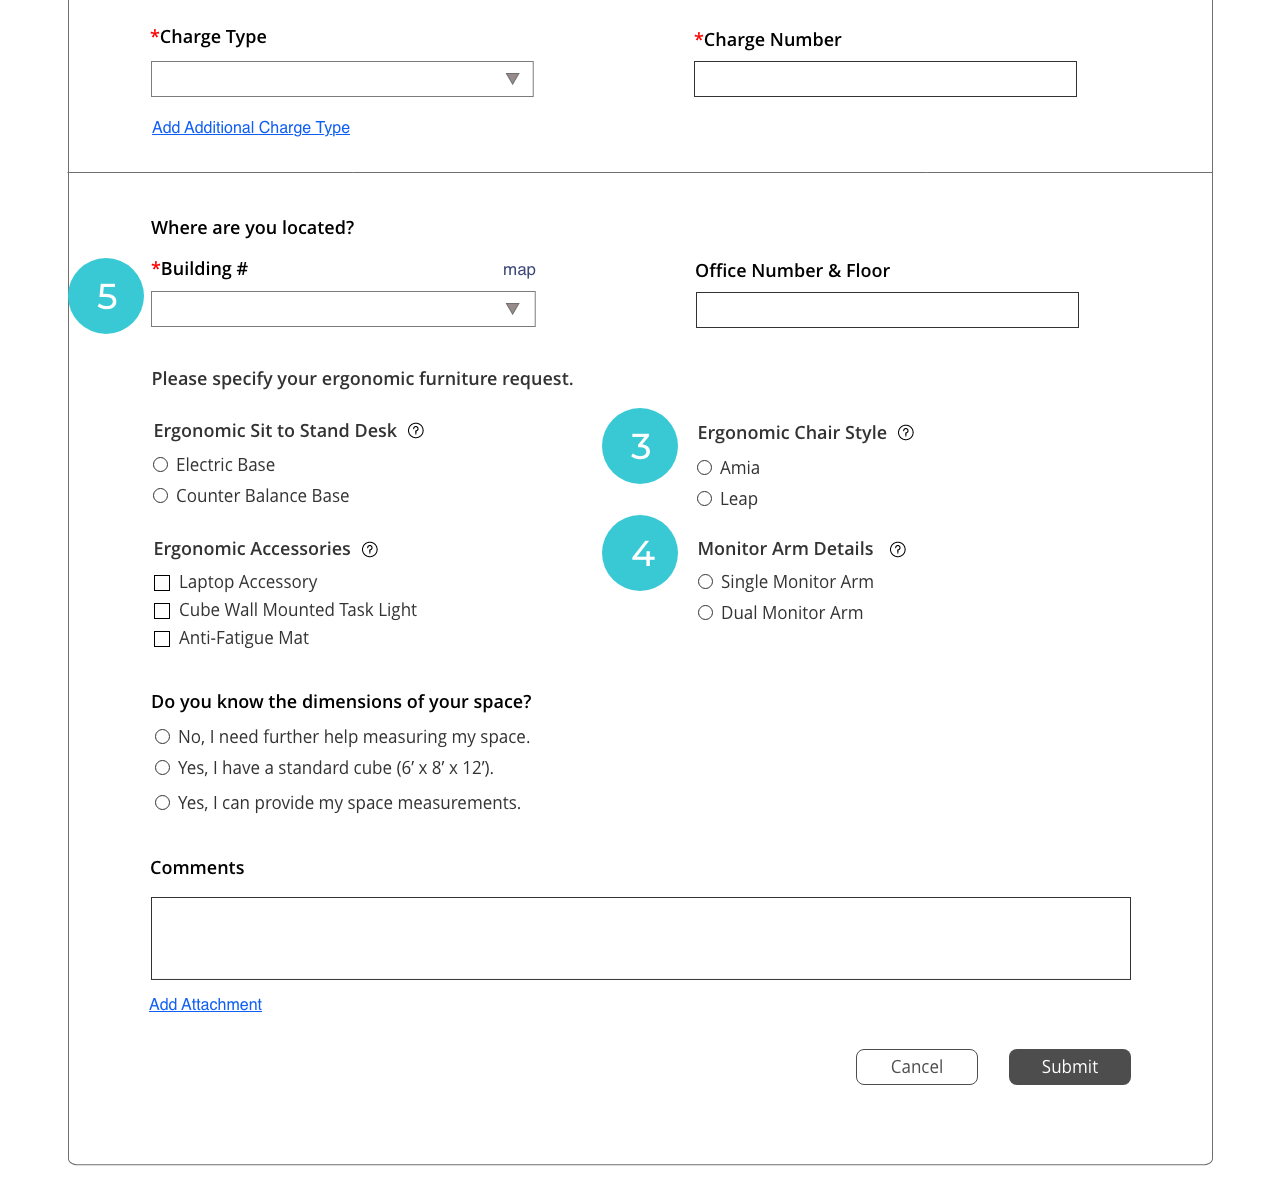 *Charge Type
*Charge Number
Add Additional Charge Type
Where are you located?
*Building #
map
Office Number & Floor
5
Please specify your ergonomic furniture request.
Ergonomic Sit to Stand Desk ?
Electric Base
Counter Balance Base
3
Ergonomic Chair Style ?
Amia
Leap
Ergonomic Accessories ?
Laptop Accessory
Cube Wall Mounted Task Light
Anti-Fatigue Mat
4
Monitor Arm Details ?
Single Monitor Arm
Dual Monitor Arm
Do you know the dimensions of your space?
No, I need further help measuring my space.
Yes, I have a standard cube (6’ x 8’ x 12’).
Yes, I can provide my space measurements.
Comments
Add Attachment
Cancel
Submit